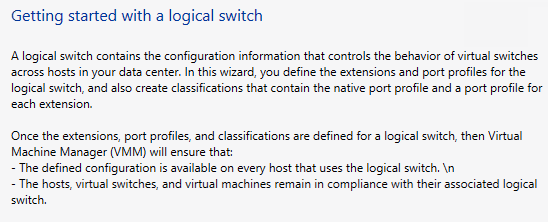 Getting started with a logical switch
A logical switch contains the configuration information that controls the behavior of virtual switches
across hosts in your data center. In this wizard, you define the extensions and port profiles for the
logical switch, and also create classifications that contain the native port profile and a port profile for
each extension.
Once the extensions, port profiles, and classifications are defined for a logical switch, then Virtual
Machine Manager (VMM) will ensure that:
- The defined configuration is available on every host that uses the logical switch. \n
- The hosts, virtual switches, and virtual machines remain in compliance with their associated logical
switch.